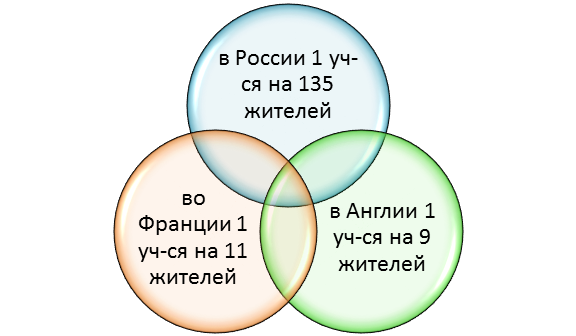 в России 1 уч-
ся на 135
жителей
во
Франции 1
уч-ся на 11
жителей
в Англии 1
уч-ся на 9
жителей